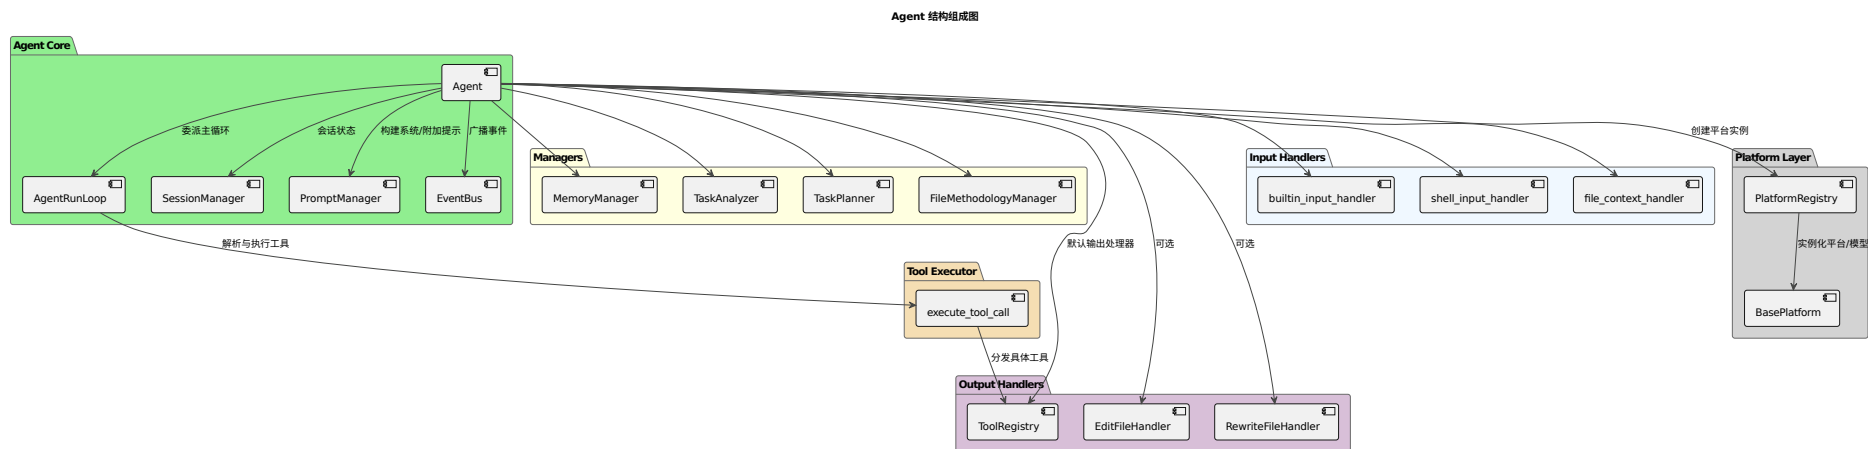 Agent 结构组成图
Agent Core
Agent
委派主循环
会话状态
构建系统/附加提示
广播事件
创建平台实例
Managers
Input Handlers
Platform Layer
AgentRunLoop
SessionManager
PromptManager
EventBus
MemoryManager
TaskAnalyzer
TaskPlanner
FileMethodologyManager
builtin_input_handler
shell_input_handler
file_context_handler
PlatformRegistry
解析与执行工具
默认输出处理器
可选
可选
实例化平台/模型
Tool Executor
execute_tool_call
BasePlatform
分发具体工具
Output Handlers
ToolRegistry
EditFileHandler
RewriteFileHandler